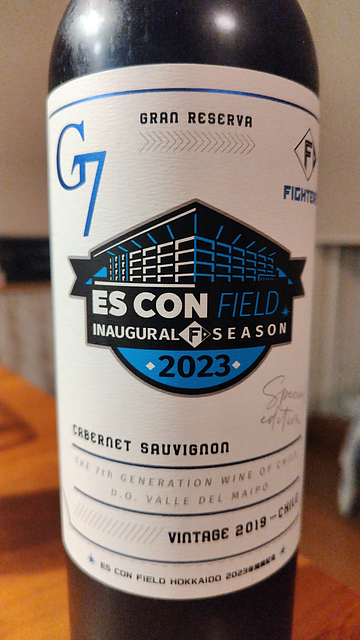 G7
GRAN RESERVA
F
ES CON FIELD
INAUGURAL F SEASON
2023
Special
edition
CABERNET SAUVIGNON
THE 7th GENERATION WINE OF CHILE
D.O. VALLE DEL MAIPO
VINTAGE 2019 - CHILE
ES CON FIELD HOKKAIDO 2023